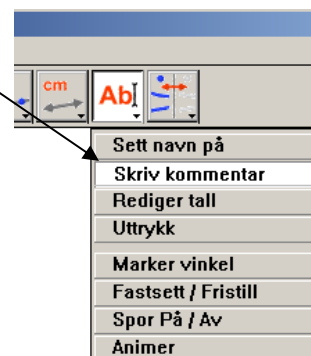 cm
Ab
Sett navn på
Skriv kommentar
Rediger tall
Uttrykk
Marker vinkel
Fastsett / Fristill
Spor På / Av
Animer